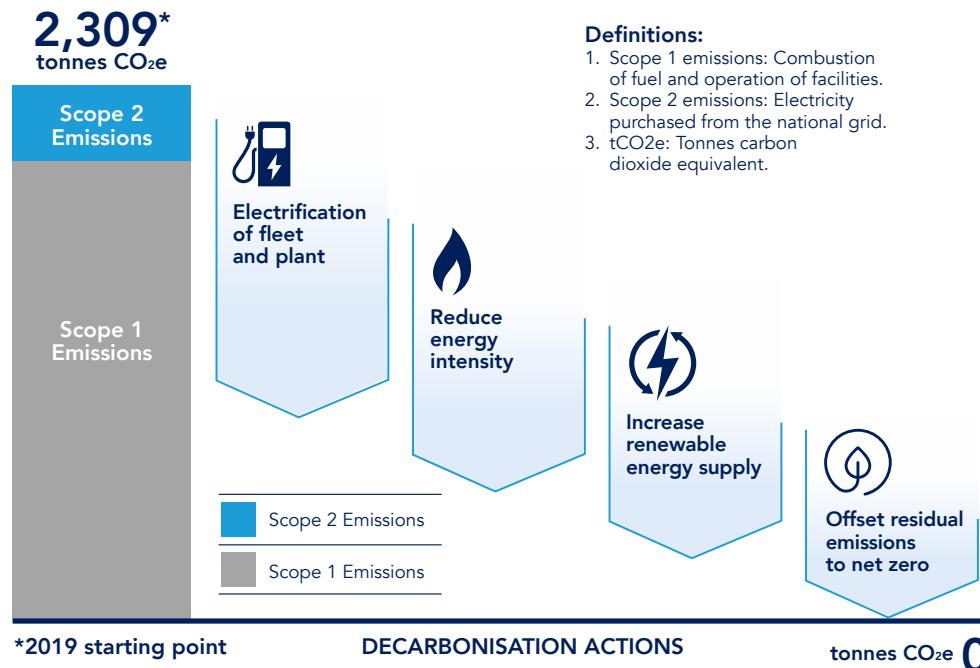 2,309*
tonnes CO2e
Scope 2
Emissions
Scope 1
Emissions
Electrification
of fleet
and plant
Reduce
energy
intensity
Increase
renewable
energy supply
Offset residual
emissions
to net zero
Definitions:
1. Scope 1 emissions: Combustion
of fuel and operation of facilities.
2. Scope 2 emissions: Electricity
purchased from the national grid.
3. tCO2e: Tonnes carbon
dioxide equivalent.
Scope 2 Emissions
Scope 1 Emissions
*2019 starting point
DECARBONISATION ACTIONS
tonnes CO2e